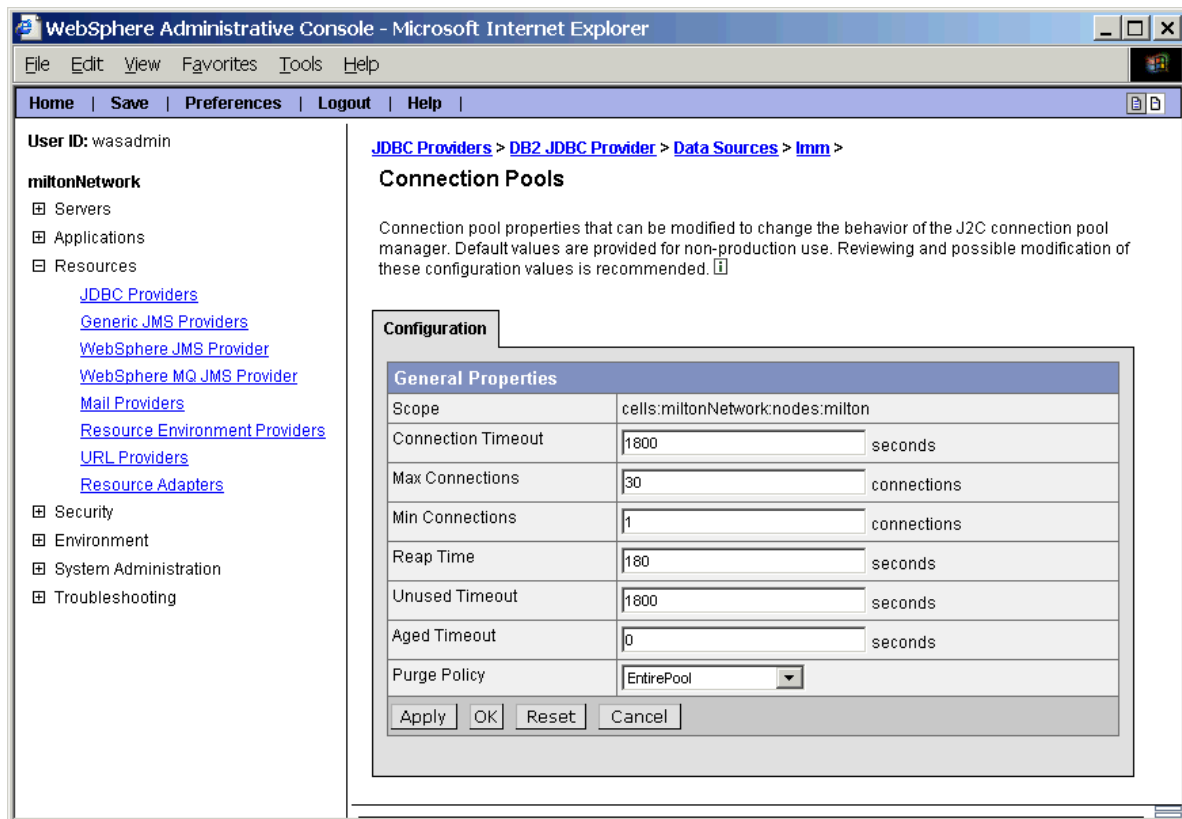 WebSphere Administrative Console - Microsoft Internet Explorer
File Edit View Favorites Tools Help
Home | Save | Preferences | Logout | Help |
User ID: wasadmin
miltonNetwork
Servers
Applications
Resources
JDBC Providers
Generic JMS Providers
WebSphere JMS Provider
WebSphere MQ JMS Provider
Mail Providers
Resource Environment Providers
URL Providers
Resource Adapters
Security
Environment
System Administration
Troubleshooting
JDBC Providers > DB2 JDBC Provider > Data Sources > lmm >
Connection Pools
Connection pool properties that can be modified to change the behavior of the J2C connection pool
manager. Default values are provided for non-production use. Reviewing and possible modification of
these configuration values is recommended. i
Configuration
General Properties
Scope cells:miltonNetwork:nodes:milton
Connection Timeout 1800 seconds
Max Connections 30 connections
Min Connections 1 connections
Reap Time 180 seconds
Unused Timeout 1800 seconds
Aged Timeout 0 seconds
Purge Policy EntirePool
Apply OK Reset Cancel